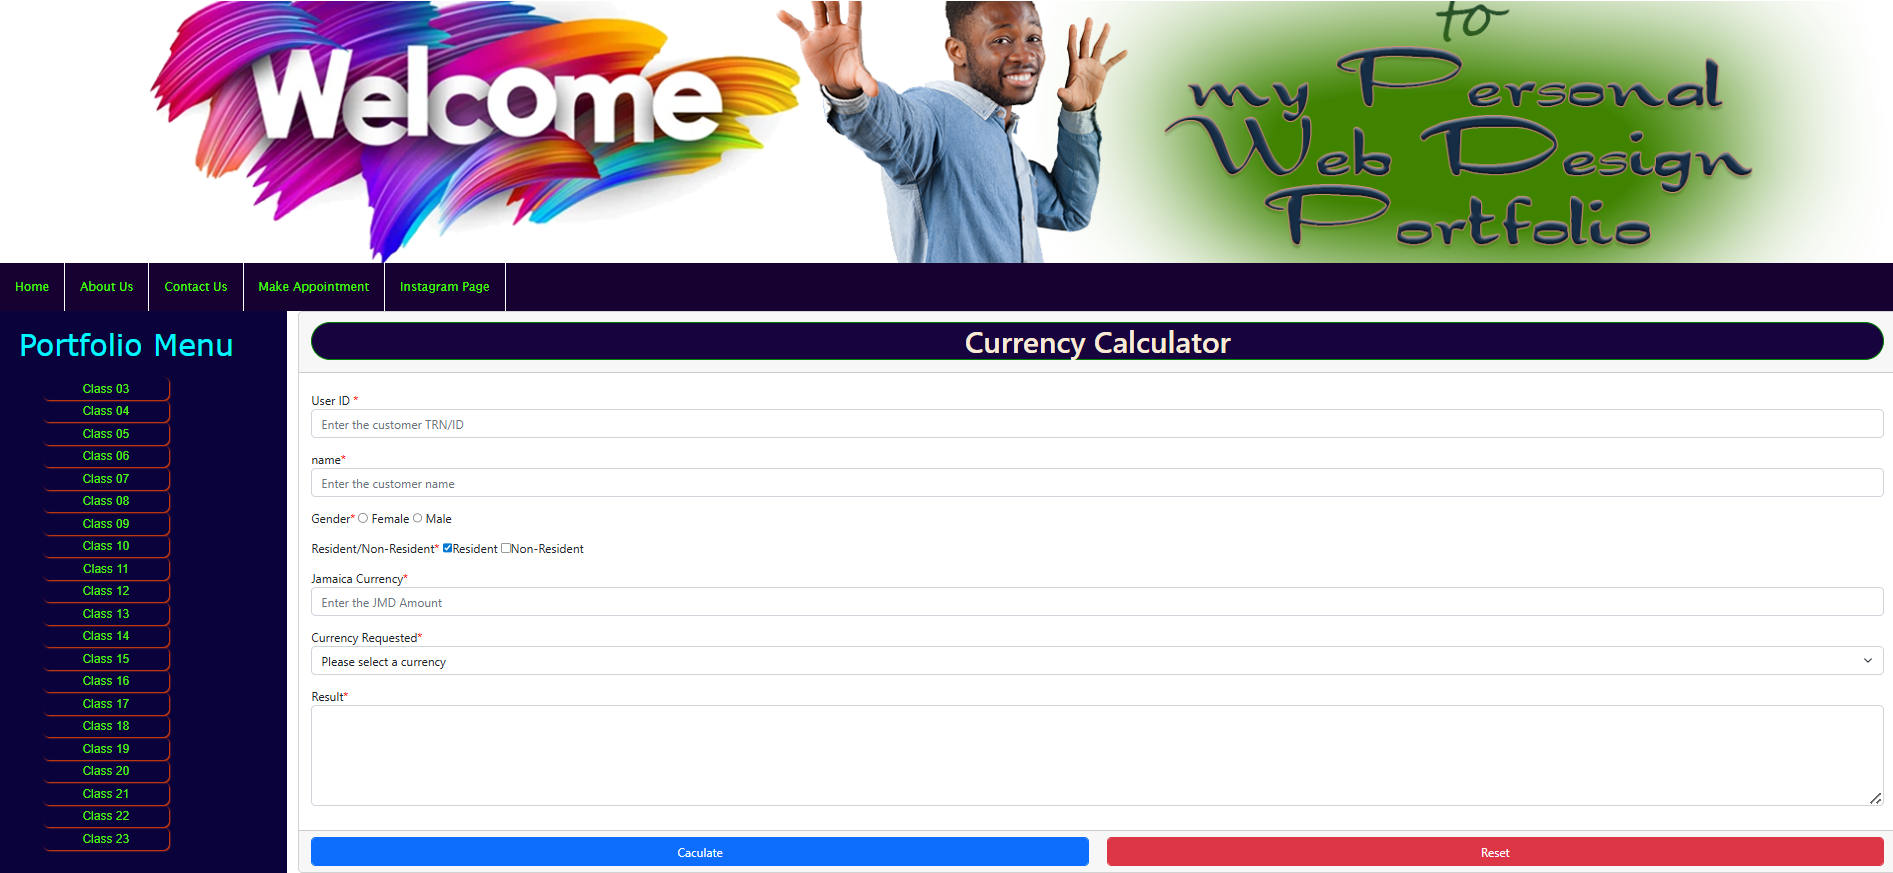 Welcome
to
my Personal
Web Design
Portfolio
Home
About Us
Contact Us
Make Appointment
Instagram Page
Portfolio Menu
Class 03
Class 04
Class 05
Class 06
Class 07
Class 08
Class 09
Class 10
Class 11
Class 12
Class 13
Class 14
Class 15
Class 16
Class 17
Class 18
Class 19
Class 20
Class 21
Class 22
Class 23
Currency Calculator
User ID *
Enter the customer TRN/ID
name*
Enter the customer name
Gender* Female Male
Resident/Non-Resident* Resident Non-Resident
Jamaica Currency*
Enter the JMD Amount
Currency Requested*
Please select a currency
Result*
Caculate
Reset